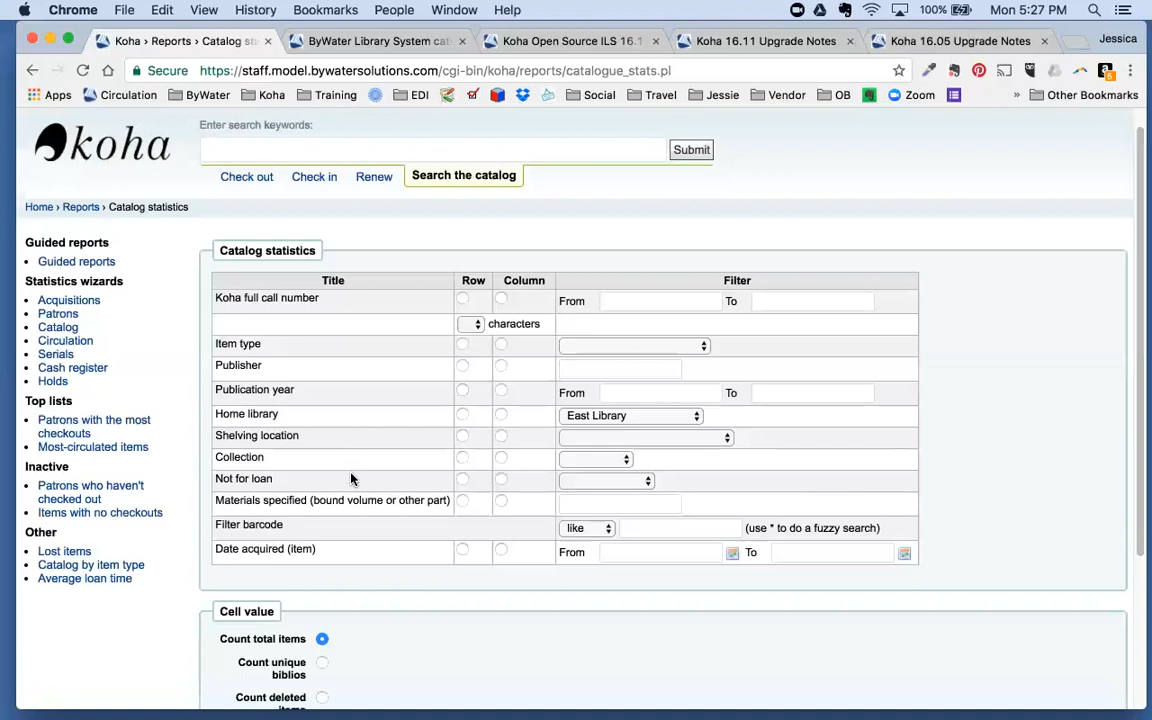 Chrome File Edit View History Bookmarks People Window Help 100% Mon 5:27 PM
Koha › Reports › Catalog st × ByWater Library System cat × Koha Open Source ILS 16.1 × Koha 16.11 Upgrade Notes × Koha 16.05 Upgrade Notes × Jessica
Secure https://staff.model.bywatersolutions.com/cgi-bin/koha/reports/catalogue_stats.pl
Apps Circulation ByWater Koha Training EDI Social Travel Jessie Vendor OB Zoom » Other Bookmarks
koha
Enter search keywords:
Submit
Check out Check in Renew Search the catalog
Home › Reports › Catalog statistics
Guided reports
Guided reports
Statistics wizards
Acquisitions
Patrons
Catalog
Circulation
Serials
Cash register
Holds
Top lists
Patrons with the most
checkouts
Most-circulated items
Inactive
Patrons who haven't
checked out
Items with no checkouts
Other
Lost items
Catalog by item type
Average loan time
Catalog statistics
Title Row Column Filter
Koha full call number From To
characters
Item type
Publisher
Publication year From To
Home library East Library
Shelving location
Collection
Not for loan
Materials specified (bound volume or other part)
Filter barcode like (use * to do a fuzzy search)
Date acquired (item) From To
Cell value
Count total items
Count unique
biblios
Count deleted
items